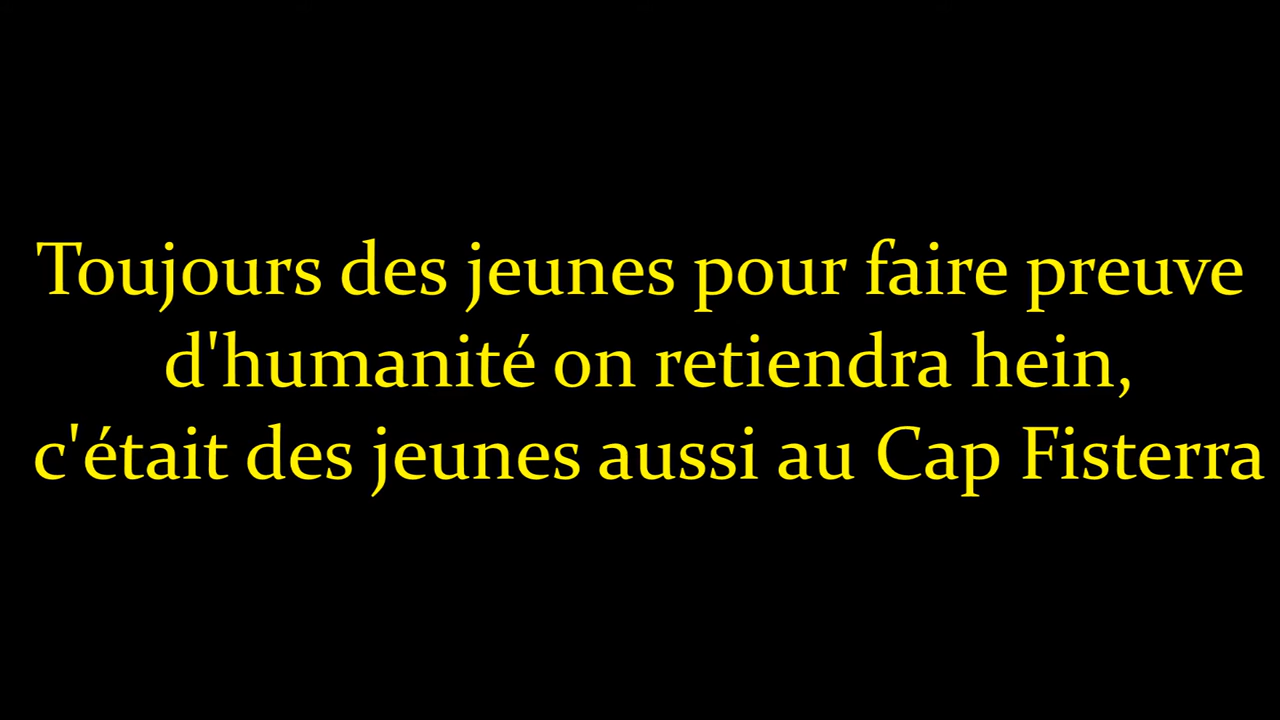 Toujours des jeunes pour faire preuve
d'humanité on retiendra hein,
c'était des jeunes aussi au Cap Fisterra